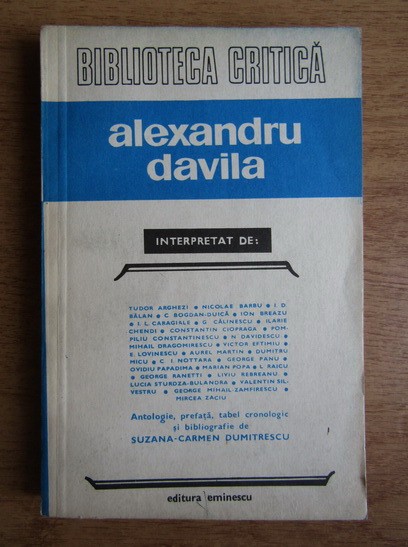 BIBLIOTECA CRITICĂ
alexandru
davila
INTERPRETAT DE:
TUDOR ARGHEZI • NICOLAE BARBU • I. D.
BĂLAN • C. BOGDAN-DUICĂ • ION BREAZU
• I. L. CARAGIALE • G. CĂLINESCU • ILARIE
CHENDI • CONSTANTIN CIOPRAGA • POM-
PILIU CONSTANTINESCU • N. DAVIDESCU •
MIHAIL DRAGOMIRESCU • VICTOR EFTIMIU •
E. LOVINESCU • AUREL MARTIN • DUMITRU
MICU • C. I. NOTTARA • GEORGE PANU •
OVIDIU PAPADIMA • MARIAN POPA • L. RAICU
• GEORGE RANETTI • LIVIU REBREANU •
LUCIA STURDZA-BULANDRA • VALENTIN SIL-
VESTRU • GEORGE MIHAIL-ZAMFIRESCU •
MIRCEA ZACIU
Antologie, prefață, tabel cronologic
și bibliografie de
SUZANA-CARMEN DUMITRESCU
editura eminescu